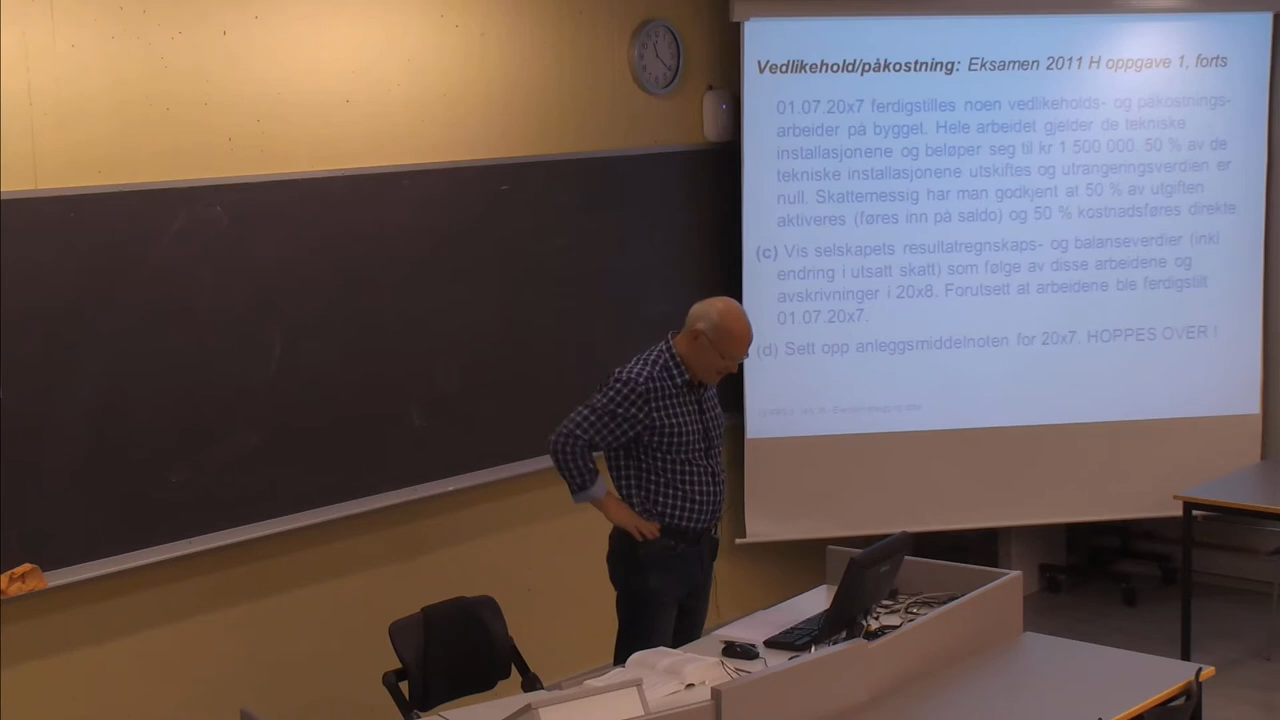 Vedlikehold/påkostning: Eksamen 2011 H oppgave 1, forts
01.07.20x7 ferdigstilles noen vedlikeholds- og påkostnings-
arbeider på bygget. Hele arbeidet gjelder de tekniske
installasjonene og beløper seg til kr 1 500 000. 50 % av de
tekniske installasjonene utskiftes og utrangeringsverdien er
null. Skattemessig har man godkjent at 50 % av utgiften
aktiveres (føres inn på saldo) og 50 % kostnadsføres direkte
(c) Vis selskapets resultatregnskaps- og balanseverdier (inkl
endring i utsatt skatt) som følge av disse arbeidene og
avskrivninger i 20x8. Forutsett at arbeidene ble ferdigstilt
01.07.20x7.
(d) Sett opp anleggsmiddelnoten for 20x7. HOPPES OVER !